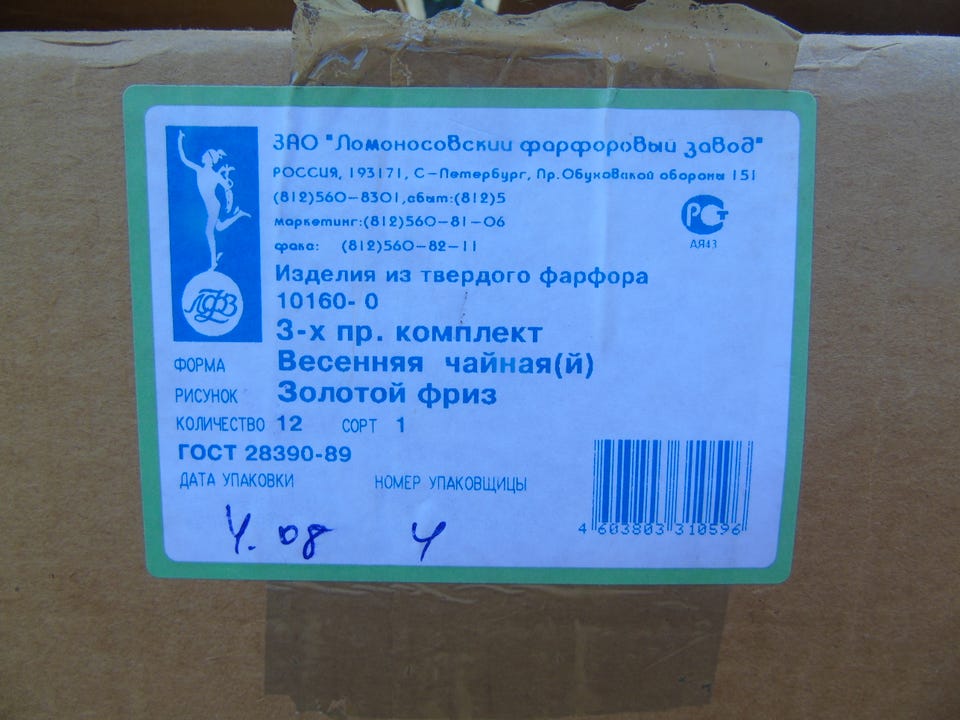 ЗАО "Ломоносовский фарфоровый завод"
РОССИЯ, 193171, С-Петербург, Пр.Обуховской обороны 151
(812)560-8301,сбыт:(812)5
маркетинг:(812)560-81-06
факс: (812)560-82-11
РСТ
АЯ43
ЛФЗ
Изделия из твердого фарфора
10160- 0
3-х пр. комплект
ФОРМА Весенняя чайная(й)
РИСУНОК Золотой фриз
КОЛИЧЕСТВО 12 СОРТ 1
ГОСТ 28390-89
ДАТА УПАКОВКИ НОМЕР УПАКОВЩИЦЫ
4.08 4
4 603803 310596